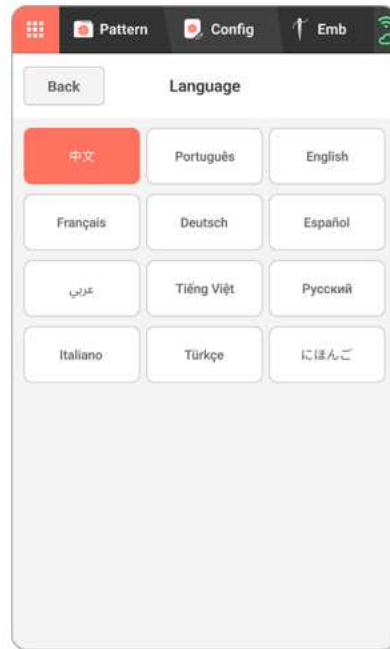 Pattern Config Emb
Back Language
中文 Português English
Français Deutsch Español
عربي Tiếng Việt Русский
Italiano Türkçe にほんご